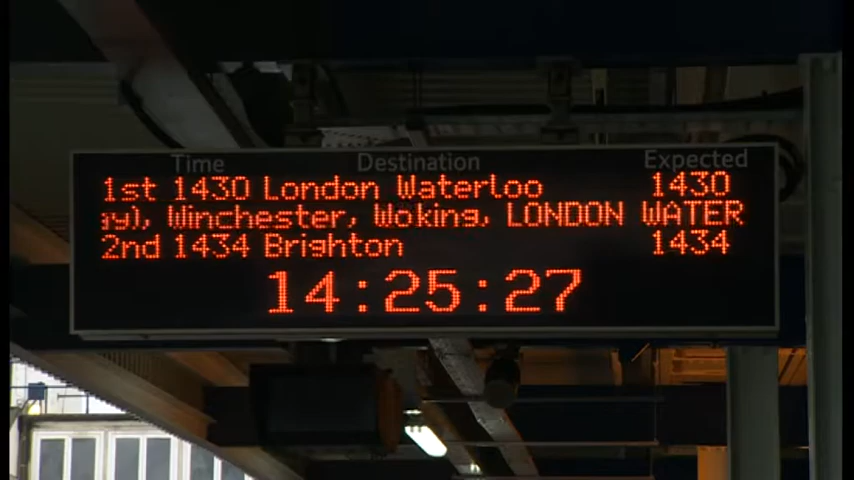 Time Destination Expected
1st 1430 London Waterloo 1430
ay), Winchester, Woking, LONDON WATER
2nd 1434 Brighton 1434
14:25:27